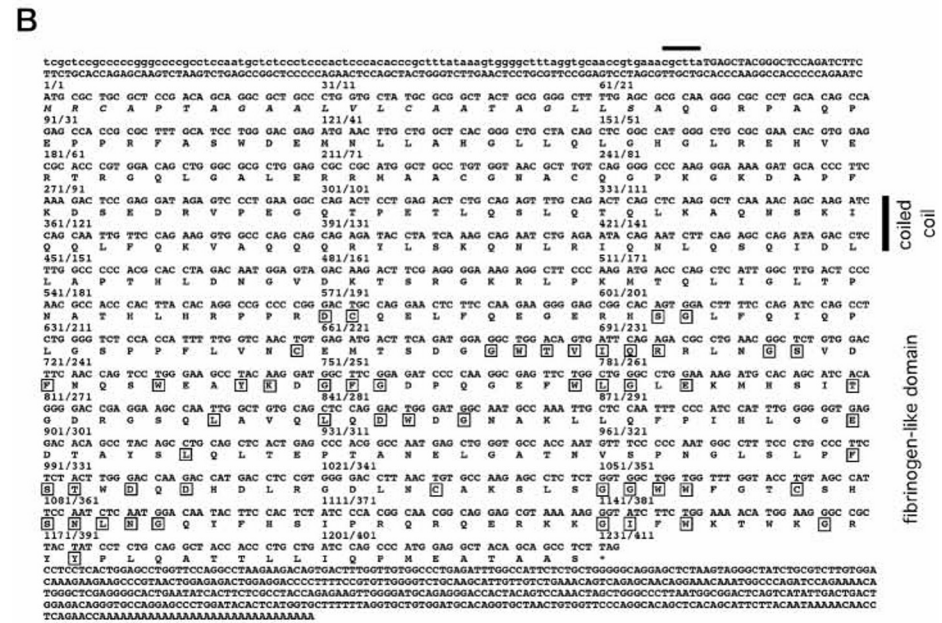 B
tcgctccgcccccgggccccgcctccaatgctctccctcccactcccacacccgctttataaagtggggctttaggtgcaaccgtgaaacgcttaTGAGCTACGGGCTCCAGATCTTC
TTCTGCACCAGAGCAAGTCTAAGTCTGAGCCGGCTCCCCCAGAACTCCAGCTACTGGGTCTTGAACTCCTGCGTTCCGGAGTCCTAGCGTTGCTGCACCCAAGGCCACCCCCAGAATC
1/1 31/11 61/21
ATG CGC TGC GCT CCG ACA GCA GGC GCT GCC CTG GTG CTA TGC GCG GCT ACT GCG GGG CTT TTG AGC GCG CAA GGG CGC CCT GCA CAG CCA
M R C A P T A G A A L V L C A A T A G L L S A Q G R P A Q P
91/31 121/41 151/51
GAG CCA CCG CGC TTT GCA TCC TGG GAC GAG ATG AAC TTG CTG GCT CAC GGG CTG CTA CAG CTC GGC CAT GGG CTG CGC GAA CAC GTG GAG
E P P R F A S W D E M N L L A H G L L Q L G H G L R E H V E
181/61 211/71 241/81
CGC ACC CGT GGA CAG CTG GGC GCG CTG GAG CGC CGC ATG GCT GCC TGT GGT AAC GCT TGT CAG GGG CCC AAG GGA AAA GAT GCA CCC TTC
R T R G Q L G A L E R R M A A C G N A C Q G P K G K D A P F
271/91 301/101 331/111
AAA GAC TCC GAG GAT AGA GTC CCT GAA GGC CAG ACT CCT GAG ACT CTG CAG AGT TTG CAG ACT CAG CTC AAG GCT CAA AAC AGC AAG ATC
K D S E D R V P E G Q T P E T L Q S L Q T Q L K A Q N S K I
361/121 391/131 421/141
CAG CAA TTG TTC CAG AAG GTG GCC CAG CAG CAG AGA TAC CTA TCA AAG CAG AAT CTG AGA ATA CAG AAT CTT CAG AGC CAG ATA GAC CTC
Q Q L F Q K V A Q Q Q R Y L S K Q N L R I Q N L Q S Q I D L
451/151 481/161 511/171
TTG GCC CCC ACG CAC CTA GAC AAT GGA GTA GAC AAG ACT TCG AGG GGA AAG AGG CTT CCC AAG ATG ACC CAG CTC ATT GGC TTG ACT CCC
L A P T H L D N G V D K T S R G K R L P K M T Q L I G L T P
541/181 571/191 601/201
AAC GCC ACC CAC TTA CAC AGG CCG CCC CGG GAC TGC CAG GAA CTC TTC CAA GAA GGG GAG CGG CAC AGT GGA CTT TTC CAG ATC CAG CCT
N A T H L H R P P R D C Q E L F Q E G E R H S G L F Q I Q P
631/211 661/221 691/231
CTG GGG TCT CCA CCA TTT TTG GTC AAC TGT GAG ATG ACT TCA GAT GGA GGC TGG ACA GTG ATT CAG AGA CGC CTG AAC GGC TCT GTG GAC
L G S P P F L V N C E M T S D G G W T V I Q R R L N G S V D
721/241 751/251 781/261
TTC AAC CAG TCC TGG GAA GCC TAC AAG GAT GGC TTC GGA GAT CCC CAA GGC GAG TTC TGG CTG GGC CTG GAA AAG ATG CAC AGC ATC ACA
F N Q S W E A Y K D G F G D P Q G E F W L G L E K M H S I T
811/271 841/281 871/291
GGG GAC CGA GGA AGC CAA TTG GCT GTG CAG CTC CAG GAC TGG GAT GGC AAT GCC AAA TTG CTC CAA TTT CCC ATC CAT TTG GGG GGT GAG
G D R G S Q L A V Q L Q D W D G N A K L L Q F P I H L G G E
901/301 931/311 961/321
GAC ACA GCC TAC AGC CTG CAG CTC ACT GAG CCC ACG GCC AAT GAG CTG GGT GCC ACC AAT GTT TCC CCC AAT GGC CTT TCC CTG CCC TTC
D T A Y S L Q L T E P T A N E L G A T N V S P N G L S L P F
991/331 1021/341 1051/351
TCT ACT TGG GAC CAA GAC CAT GAC CTC CGT GGG GAC CTT AAC TGT GCC AAG AGC CTC TCT GGT GGC TGG TGG TTT GGT ACC TGT AGC CAT
S T W D Q D H D L R G D L N C A K S L S G G W W F G T C S H
1081/361 1111/371 1141/381
TCC AAT CTC AAT GGA CAA TAC TTC CAC TCT ATC CCA CGG CAA CGG CAG GAG CGT AAA AAG GGT ATC TTC TGG AAA ACA TGG AAG GGC CGC
S N L N G Q Y F H S I P R Q R Q E R K K G I F W K T W K G R
1171/391 1201/401 1231/411
TAC TAT CCT CTG CAG GCT ACC ACC CTG CTG ATC CAG CCC ATG GAG GCT ACA GCA GCC TCT TAG
Y Y P L Q A T T L L I Q P M E A T A A S *
CCTCCTCACTGGAGCCTGGTTCCAGGCCTAAGAAGACAGTGACTTTGGTTGTGGCCCTGAGATTTGGCCATTCTCTGCTGGGGGCAGGAGCTCTAAGTAGGGCTATCTGCGTCTTGTGGA
CAAAGAAGAAGCCCGTAACTGGAGAGACTGGAGGACCCCTTTTCCGTGTTGGGGTCTGCAAGCATTGTTGTCTGAAACAGTCAGAGCAACAGGAAACAAATGGCCCAGATCCAGAAAACA
TGGGCTCGAGGGGCACTGAATATCACTTCTCGCCTACCAGAGAAGTTGGGGATGCAGAGGGACCACTACAGTCCAAACTAGCTGGGCCCTTAATGGCGGACTCAGTCATATTGACTGACT
GGAGACAGGGTGCCAGGAGCCCTGGATACACTCATGGTGCTTTTTTAGGTGCTGTGGATGCACAGGTGCTAACTGTGGTTCCCAGGCACAGCTCACAGCATTCTTACAATAAAAACAACC
TCAGAACCAAAAAAAAAAAAAAAAAAAAAAAAAAA
coiled
coil
fibrinogen-like domain